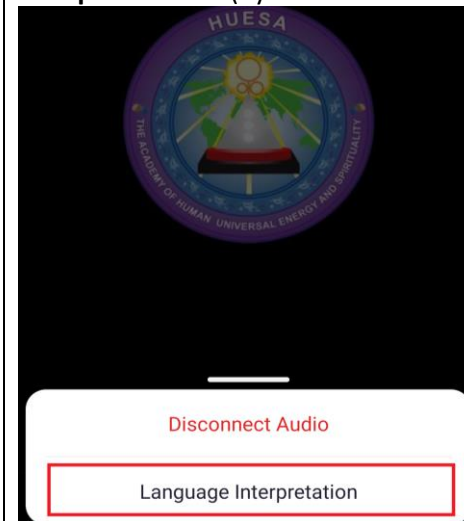 HUESA
THE ACADEMY OF HUMAN UNIVERSAL ENERGY AND SPIRITUALITY
Disconnect Audio
Language Interpretation